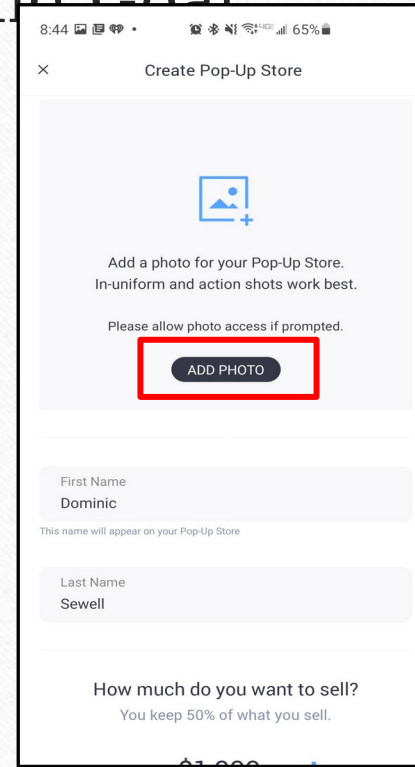 8:44 65%
Create Pop-Up Store
Add a photo for your Pop-Up Store.
In-uniform and action shots work best.
Please allow photo access if prompted.
ADD PHOTO
First Name
Dominic
This name will appear on your Pop-Up Store
Last Name
Sewell
How much do you want to sell?
You keep 50% of what you sell.